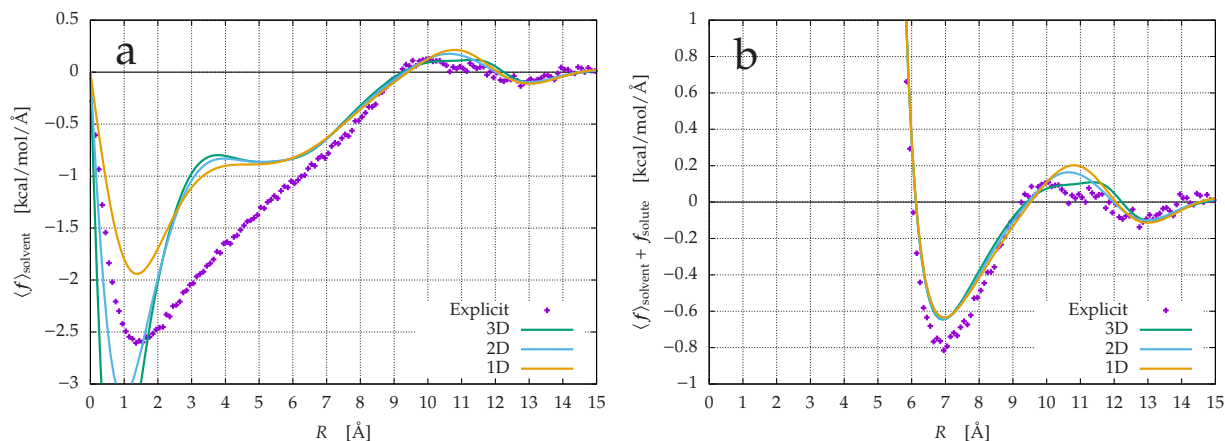 a
⟨f⟩solvent [kcal/mol/Å]
0.5
0
−0.5
−1
−1.5
−2
−2.5
−3
0 1 2 3 4 5 6 7 8 9 10 11 12 13 14 15
R [Å]
Explicit
3D
2D
1D
b
⟨f⟩solvent + fsolute [kcal/mol/Å]
1
0.8
0.6
0.4
0.2
0
−0.2
−0.4
−0.6
−0.8
−1
0 1 2 3 4 5 6 7 8 9 10 11 12 13 14 15
R [Å]
Explicit
3D
2D
1D